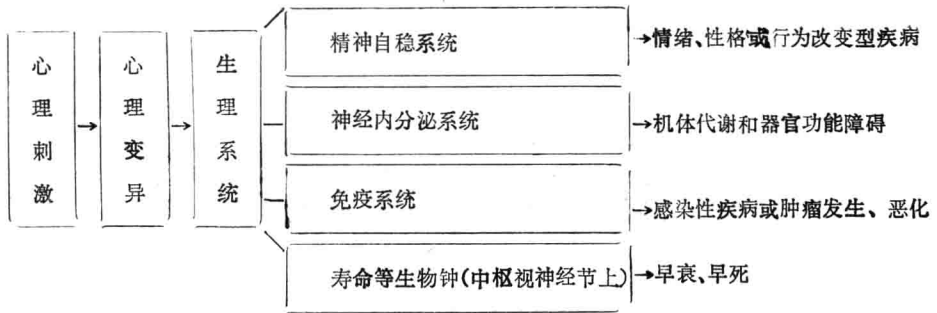 心理刺激
心理变异
生理系统
精神自稳系统
情绪、性格或行为改变型疾病
神经内分泌系统
机体代谢和器官功能障碍
免疫系统
感染性疾病或肿瘤发生、恶化
寿命等生物钟(中枢视神经节上)
早衰、早死